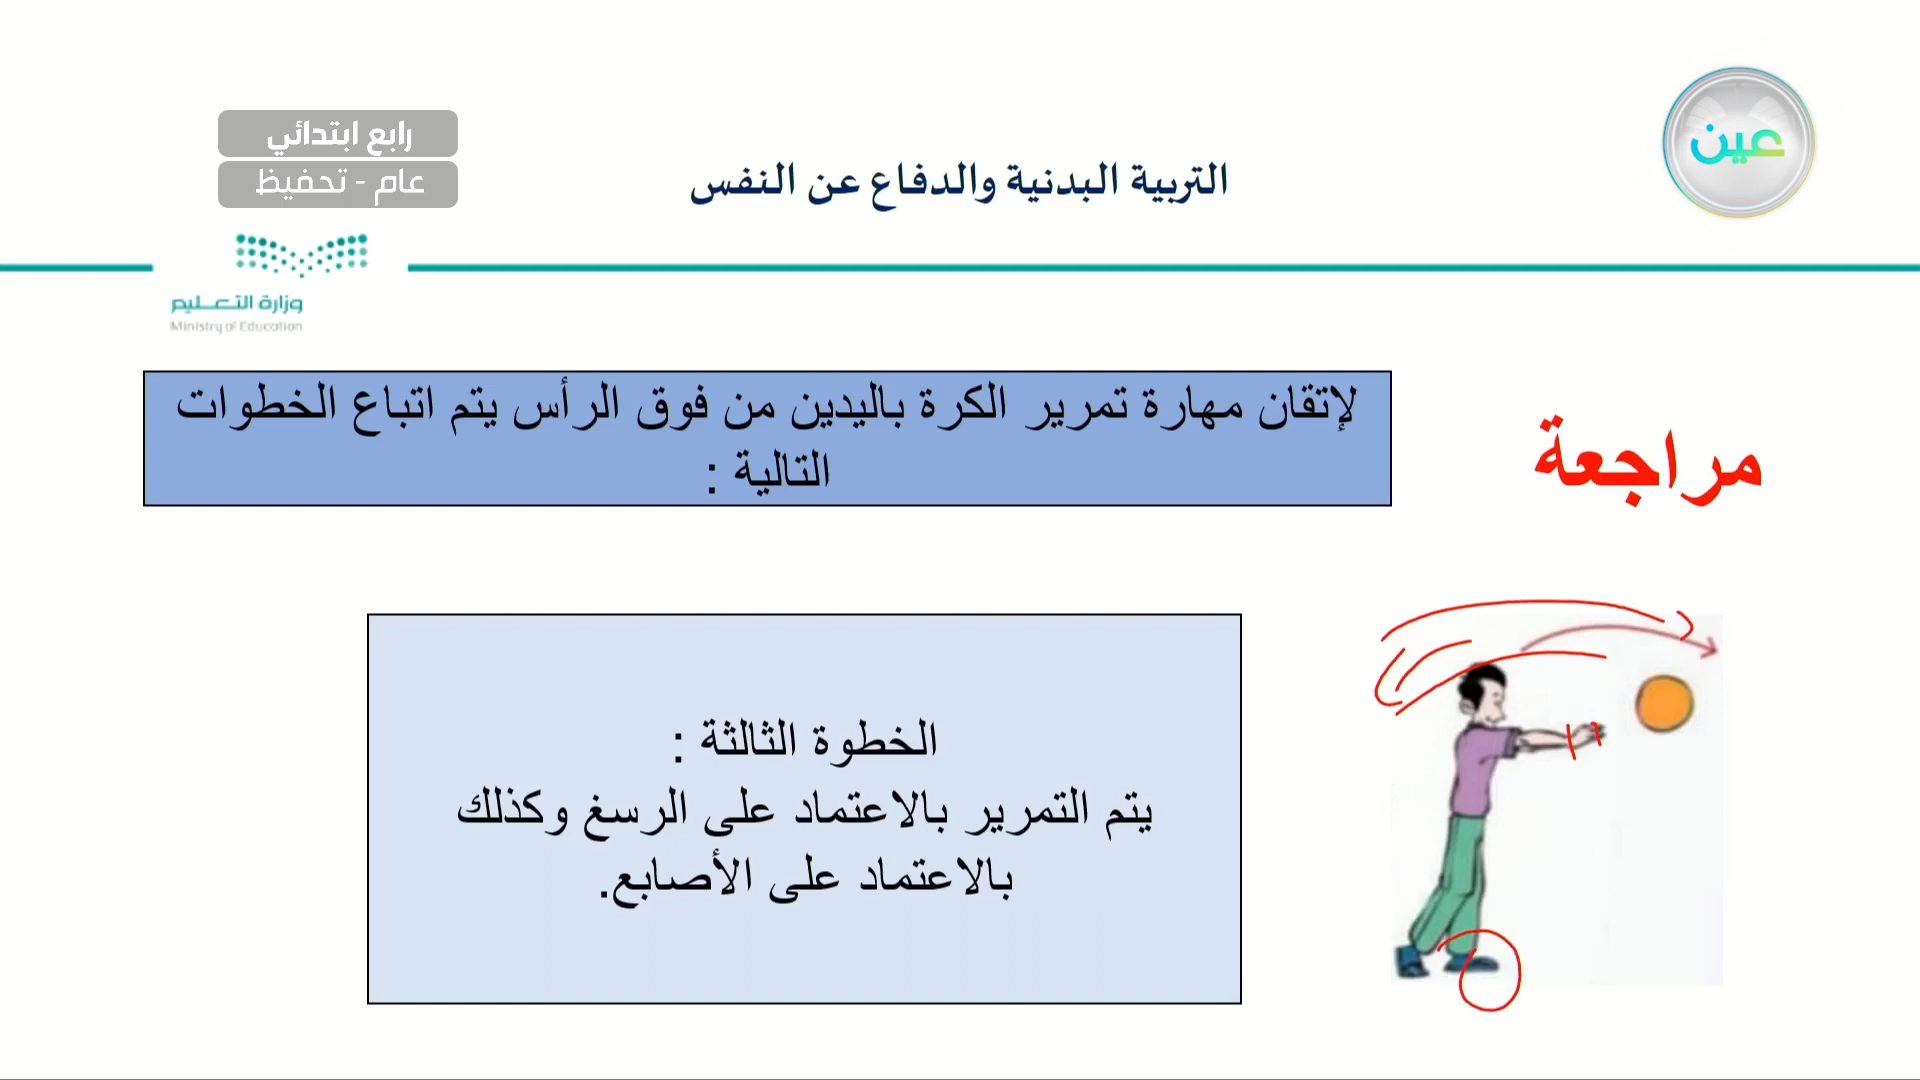 عين
رابع ابتدائي
عام - تحفيظ
التربية البدنية والدفاع عن النفس
وزارة التعليم
Ministry of Education
مراجعة
لإتقان مهارة تمرير الكرة باليدين من فوق الرأس يتم اتباع الخطوات
التالية :
الخطوة الثالثة :
يتم التمرير بالاعتماد على الرسغ وكذلك
بالاعتماد على الأصابع.